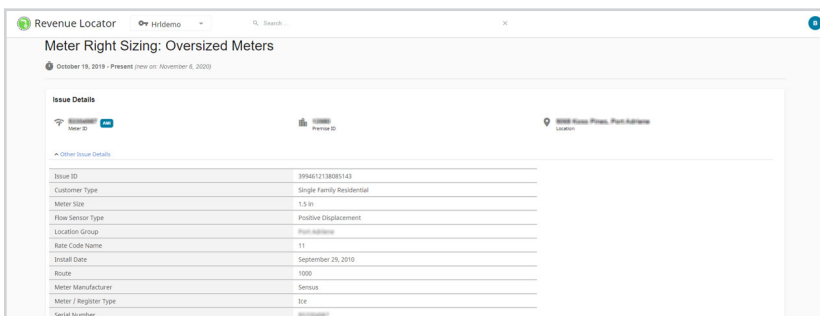 Revenue Locator Hrldemo Search... × B
Meter Right Sizing: Oversized Meters
October 19, 2019 - Present (new on: November 6, 2020)
Issue Details
AMI
Meter ID Premise ID Location
Other Issue Details
Issue ID 3994612138085143
Customer Type Single Family Residential
Meter Size 1.5 in
Flow Sensor Type Positive Displacement
Location Group
Rate Code Name 11
Install Date September 29, 2010
Route 1000
Meter Manufacturer Sensus
Meter / Register Type Ice
Serial Number